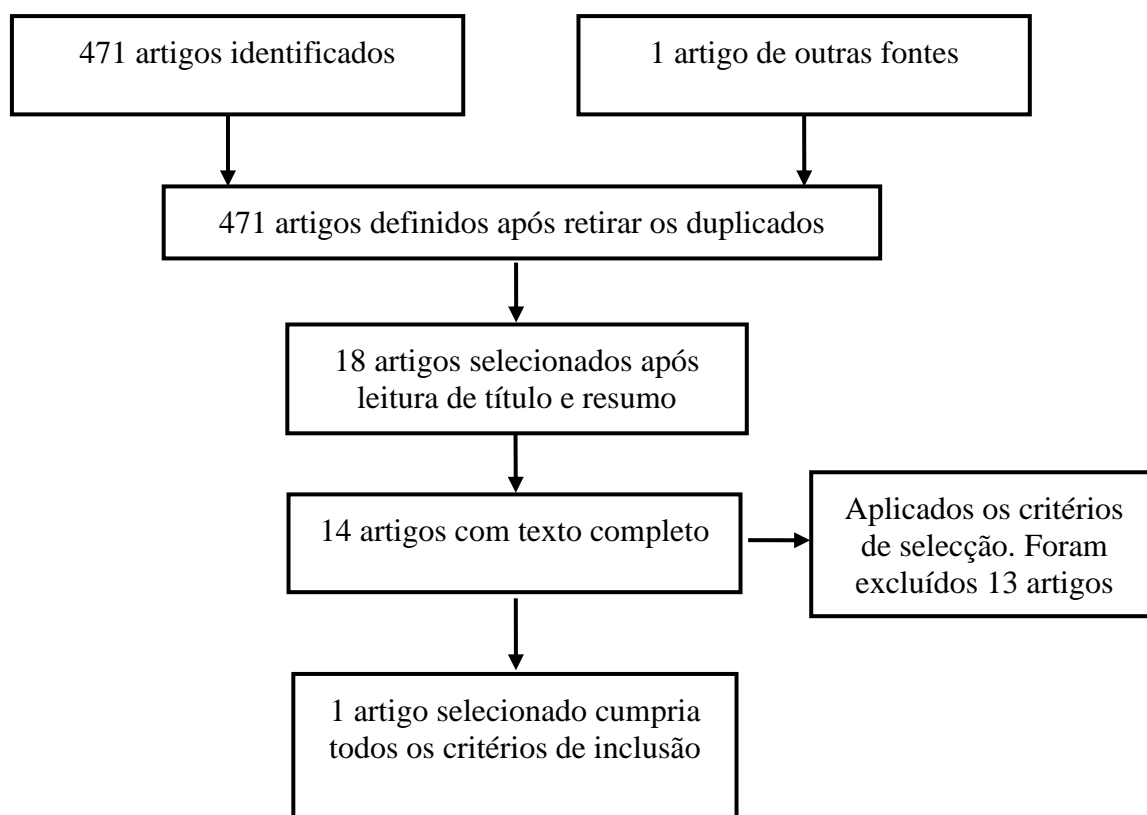 471 artigos identificados
1 artigo de outras fontes
471 artigos definidos após retirar os duplicados
18 artigos selecionados após
leitura de título e resumo
14 artigos com texto completo
Aplicados os critérios
de selecção. Foram
excluídos 13 artigos
1 artigo selecionado cumpria
todos os critérios de inclusão